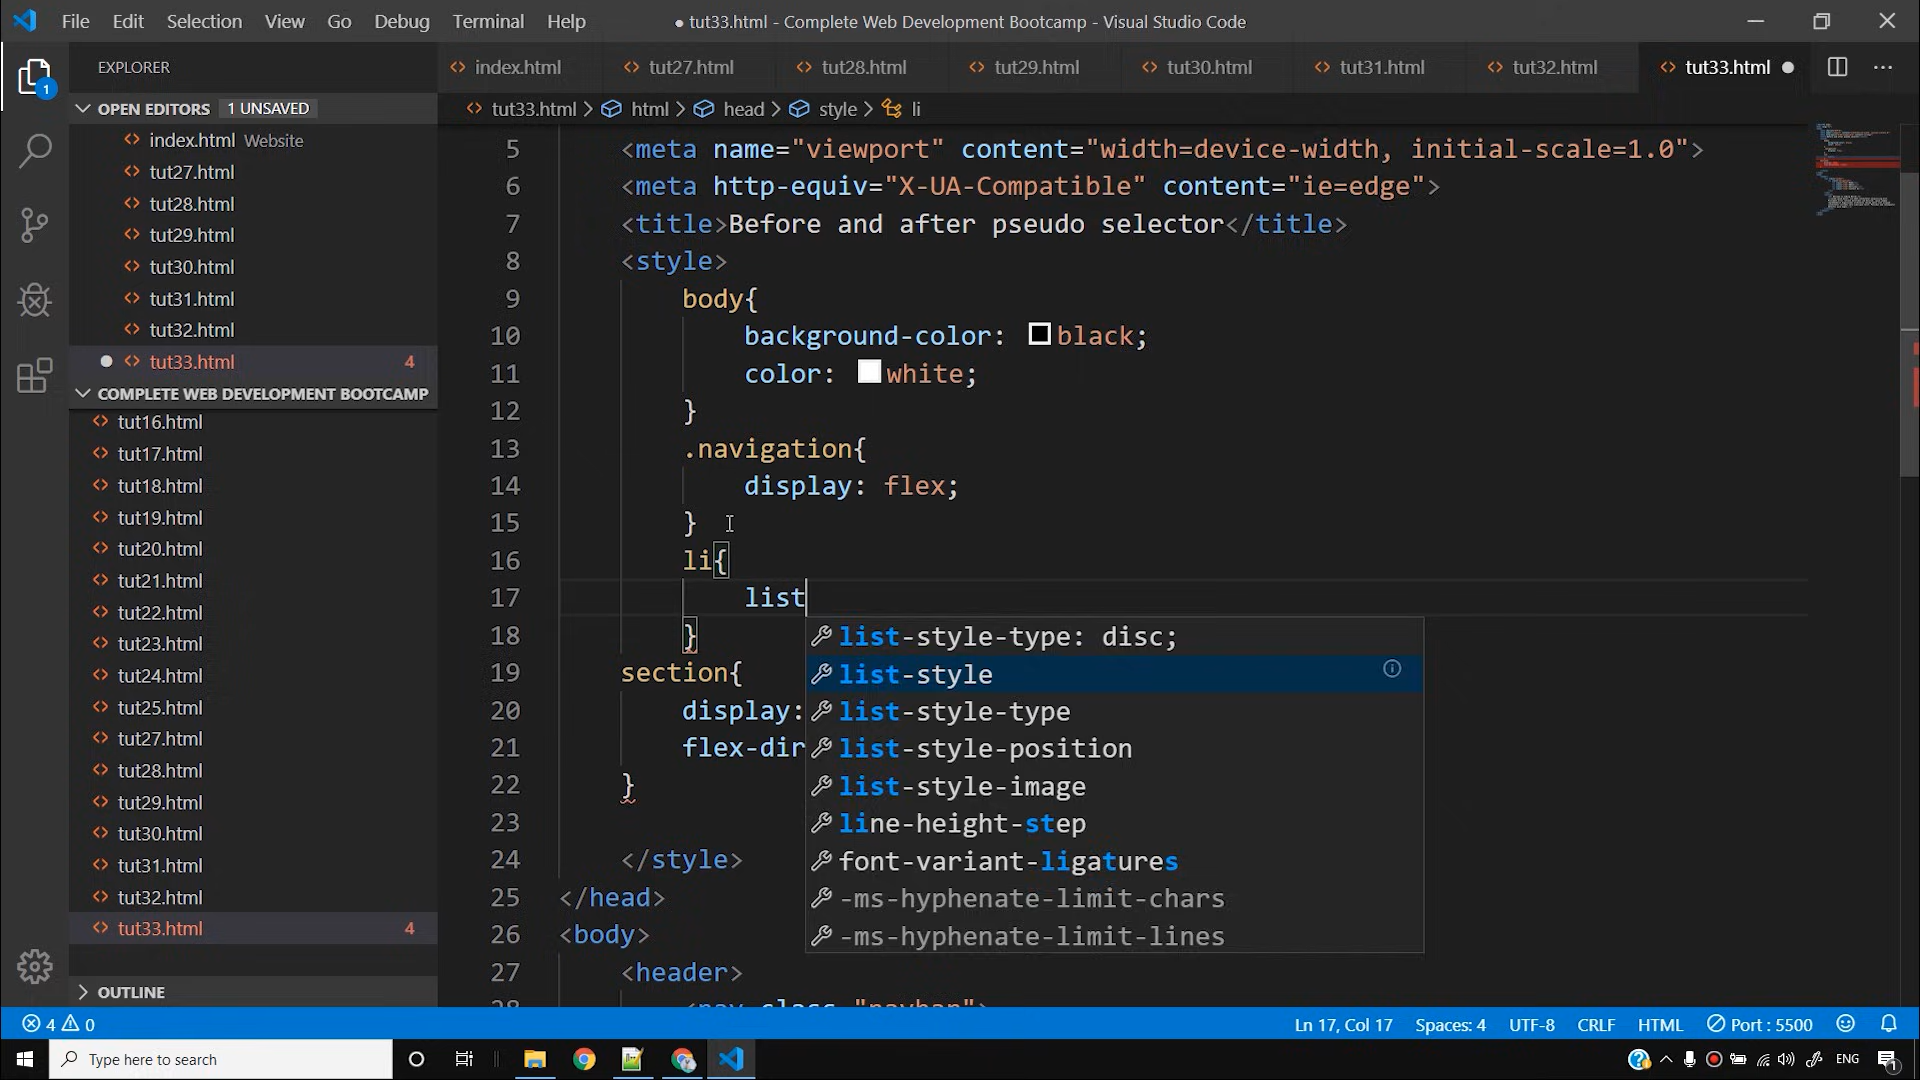 File Edit Selection View Go Debug Terminal Help
● tut33.html - Complete Web Development Bootcamp - Visual Studio Code
EXPLORER
index.html tut27.html tut28.html tut29.html tut30.html tut31.html tut32.html tut33.html ●
OPEN EDITORS 1 UNSAVED
tut33.html > html > head > style > li
1
index.html Website
tut27.html
tut28.html
tut29.html
tut30.html
tut31.html
tut32.html
tut33.html 4
COMPLETE WEB DEVELOPMENT BOOTCAMP
tut16.html
tut17.html
tut18.html
tut19.html
tut20.html
tut21.html
tut22.html
tut23.html
tut24.html
tut25.html
tut27.html
tut28.html
tut29.html
tut30.html
tut31.html
tut32.html
tut33.html 4
OUTLINE
5 <meta name="viewport" content="width=device-width, initial-scale=1.0">
6 <meta http-equiv="X-UA-Compatible" content="ie=edge">
7 <title>Before and after pseudo selector</title>
8 <style>
9 body{
10 background-color: black;
11 color: white;
12 }
13 .navigation{
14 display: flex;
15 }
16 li{
17 list
18 }
19 section{
20 display:
21 flex-dir
22 }
23
24 </style>
25 </head>
26 <body>
27 <header>
28 <nav class="navbar">
list-style-type: disc;
list-style
list-style-type
list-style-position
list-style-image
line-height-step
font-variant-ligatures
-ms-hyphenate-limit-chars
-ms-hyphenate-limit-lines
4 0
Ln 17, Col 17 Spaces: 4 UTF-8 CRLF HTML Port : 5500
Type here to search
ENG
1